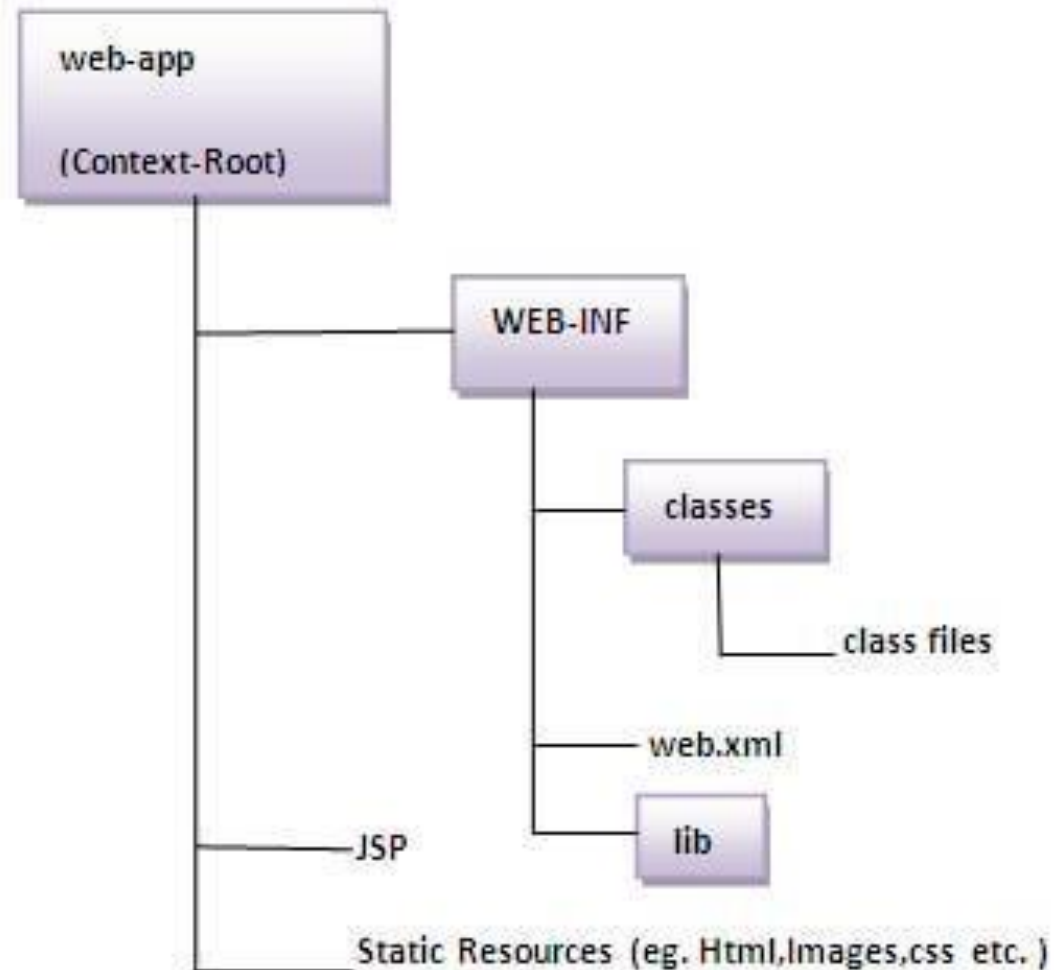 web-app
(Context-Root)
WEB-INF
classes
class files
web.xml
lib
JSP
Static Resources (eg. Html,Images,css etc. )